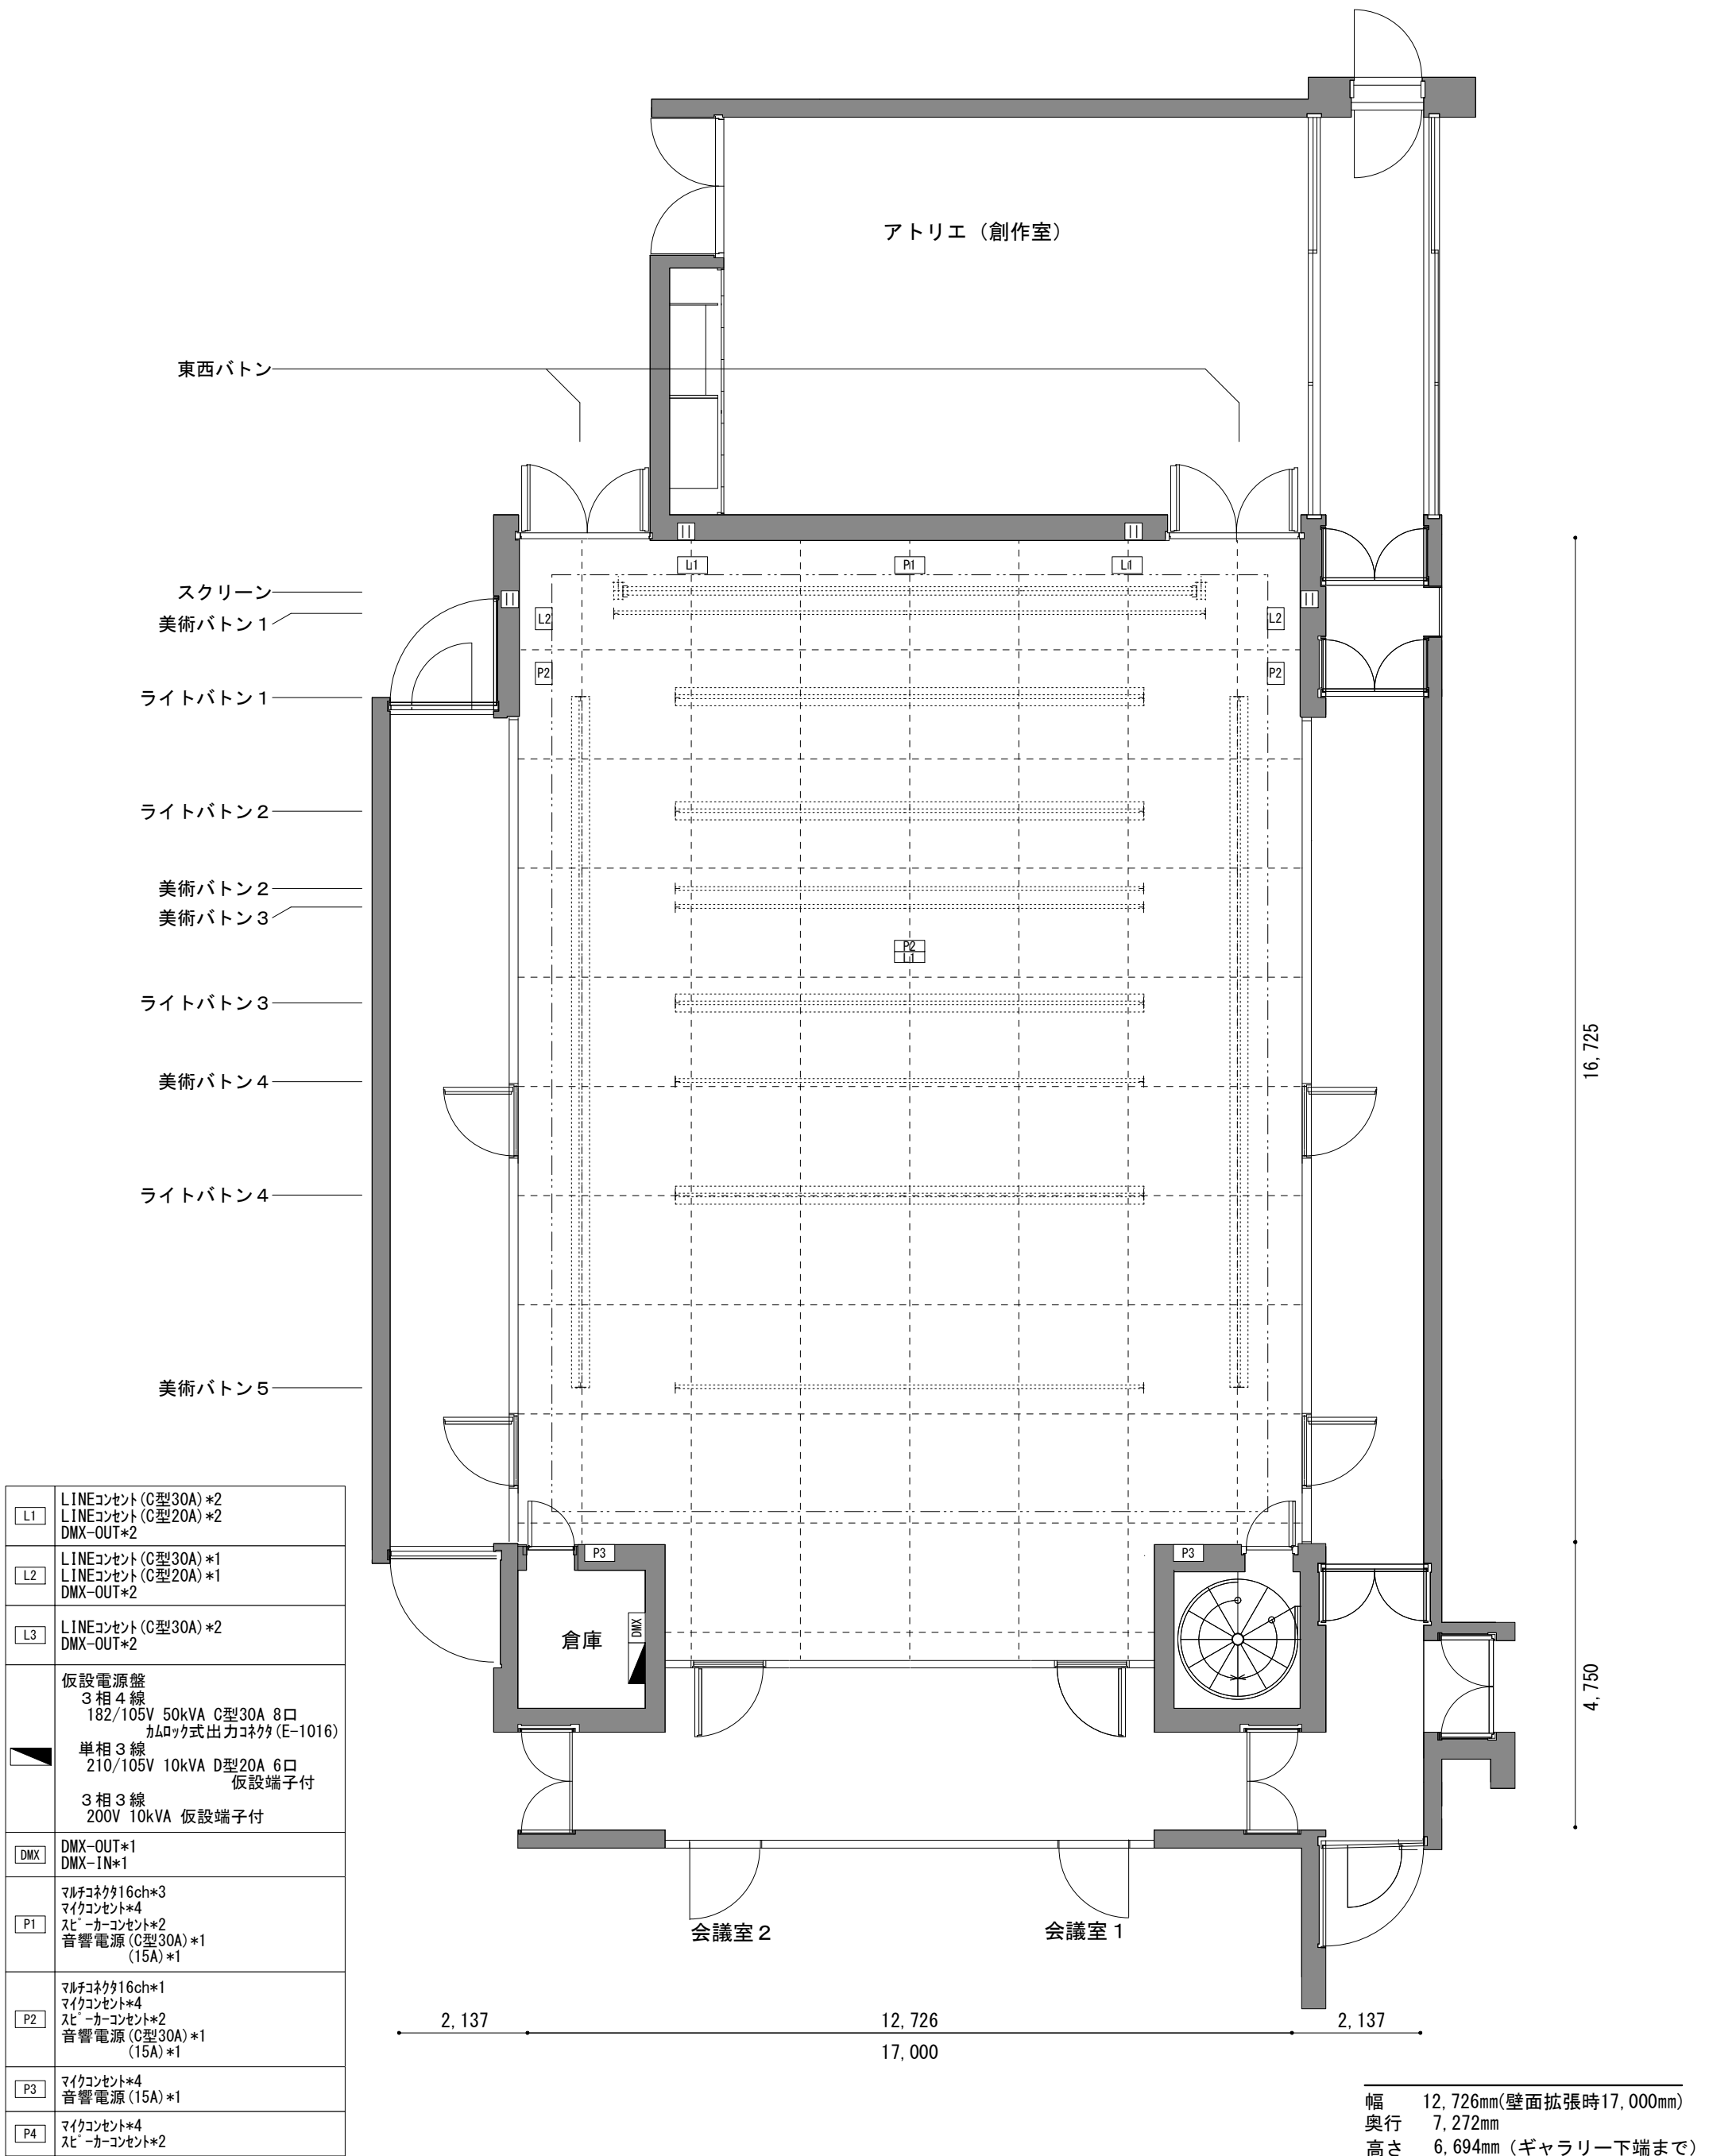 アトリエ（創作室）
東西バトン
スクリーン
美術バトン１
ライトバトン１
ライトバトン２
美術バトン２
美術バトン３
ライトバトン３
美術バトン４
ライトバトン４
美術バトン５
L1 P1 L1
L2 L2
P2 P2
P2
L1
P3 P3
倉庫
DMX
16,725
4,750
会議室２ 会議室１
2,137 12,726 2,137
17,000
L1
LINEｺﾝｾﾝﾄ(C型30A)*2
LINEｺﾝｾﾝﾄ(C型20A)*2
DMX-OUT*2
L2
LINEｺﾝｾﾝﾄ(C型30A)*1
LINEｺﾝｾﾝﾄ(C型20A)*1
DMX-OUT*2
L3
LINEｺﾝｾﾝﾄ(C型30A)*2
DMX-OUT*2
仮設電源盤
３相４線
182/105V 50kVA C型30A 8口
ｶﾑﾛｯｸ式出力ｺﾈｸﾀ(E-1016)
単相３線
210/105V 10kVA D型20A 6口
仮設端子付
３相３線
200V 10kVA 仮設端子付
DMX
DMX-OUT*1
DMX-IN*1
P1
ﾏﾙﾁｺﾈｸﾀ16ch*3
ﾏｲｸｺﾝｾﾝﾄ*4
ｽﾋﾟｰｶｰｺﾝｾﾝﾄ*2
音響電源(C型30A)*1
(15A)*1
P2
ﾏﾙﾁｺﾈｸﾀ16ch*1
ﾏｲｸｺﾝｾﾝﾄ*4
ｽﾋﾟｰｶｰｺﾝｾﾝﾄ*2
音響電源(C型30A)*1
(15A)*1
P3
ﾏｲｸｺﾝｾﾝﾄ*4
音響電源(15A)*1
P4
ﾏｲｸｺﾝｾﾝﾄ*4
ｽﾋﾟｰｶｰｺﾝｾﾝﾄ*2
幅 12,726mm(壁面拡張時17,000mm)
奥行 7,272mm
高さ 6,694mm（ギャラリー下端まで）